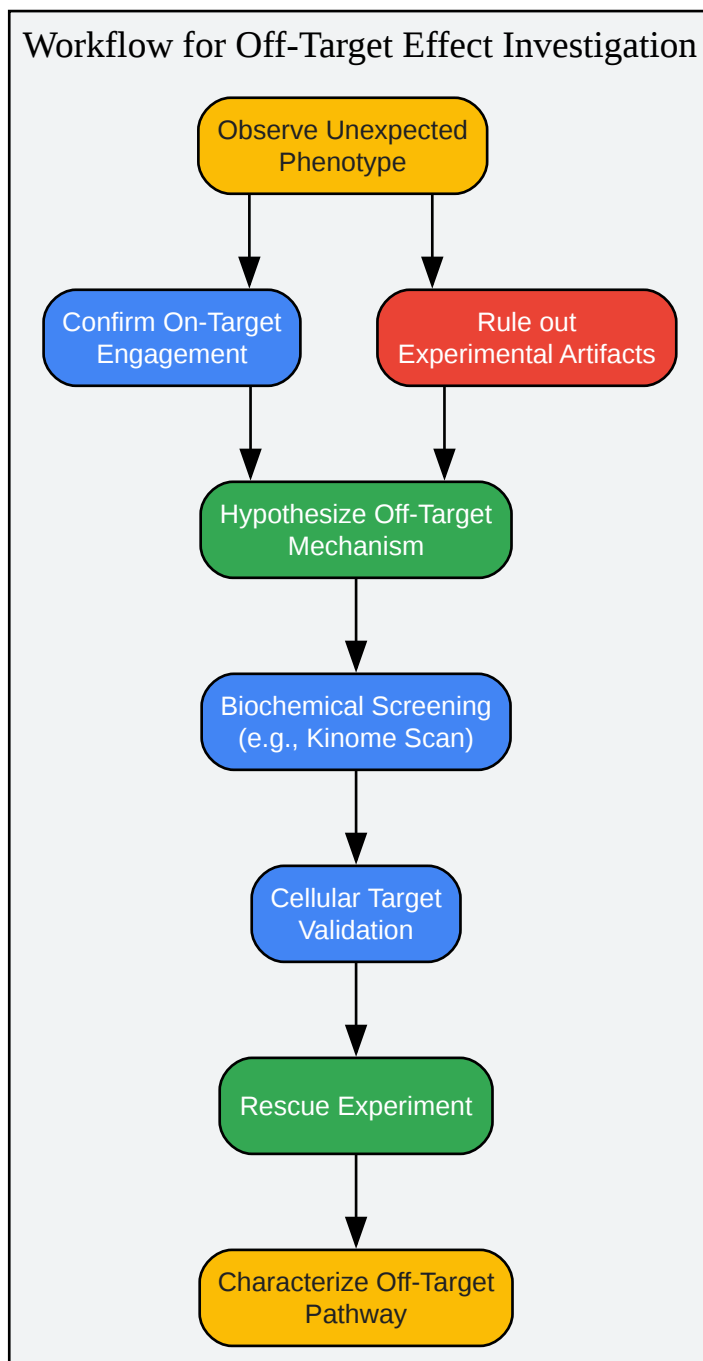 Workflow for Off-Target Effect Investigation
Observe Unexpected
Phenotype
Confirm On-Target
Engagement
Rule out
Experimental Artifacts
Hypothesize Off-Target
Mechanism
Biochemical Screening
(e.g., Kinome Scan)
Cellular Target
Validation
Rescue Experiment
Characterize Off-Target
Pathway